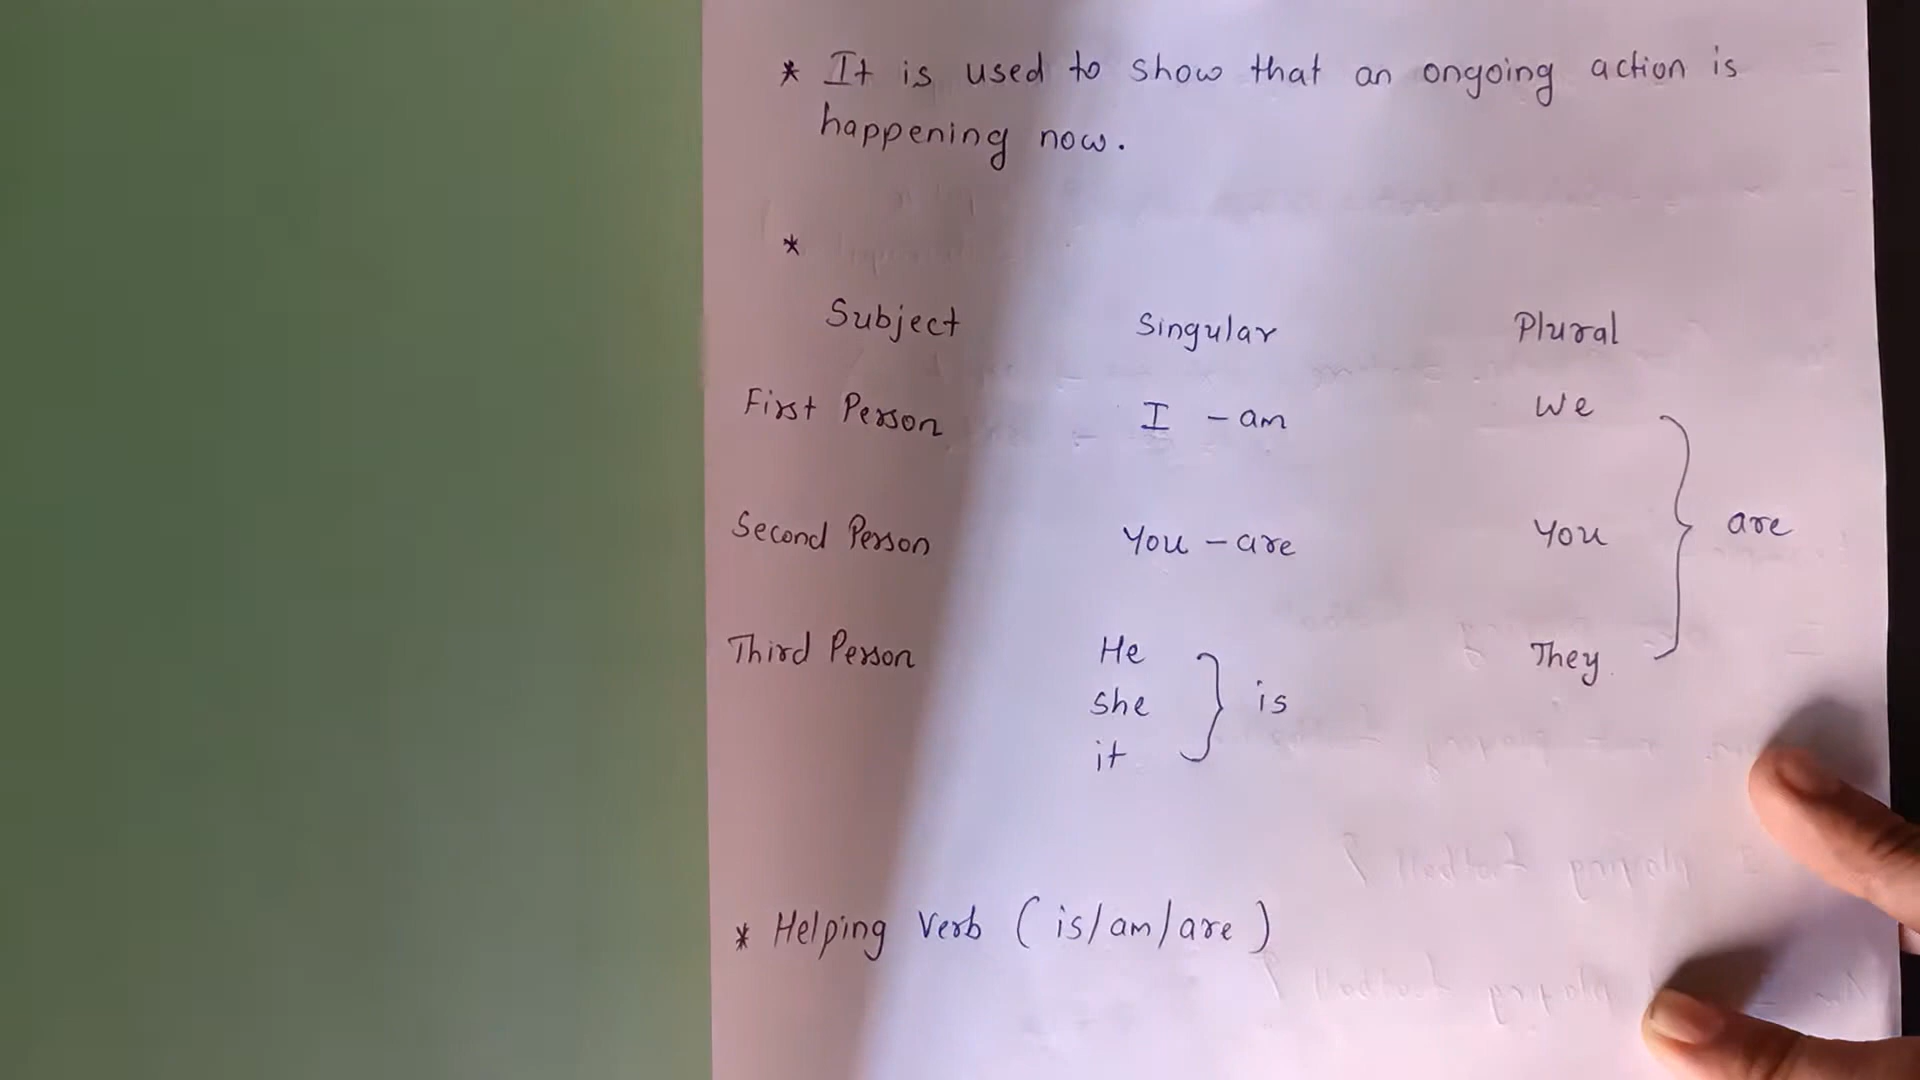 * It is used to show that an ongoing action is
happening now.
*
Subject Singular Plural
First Person I - am We
Second Person You - are You } are
Third Person He They
she } is
it
* Helping Verb (is/am/are)